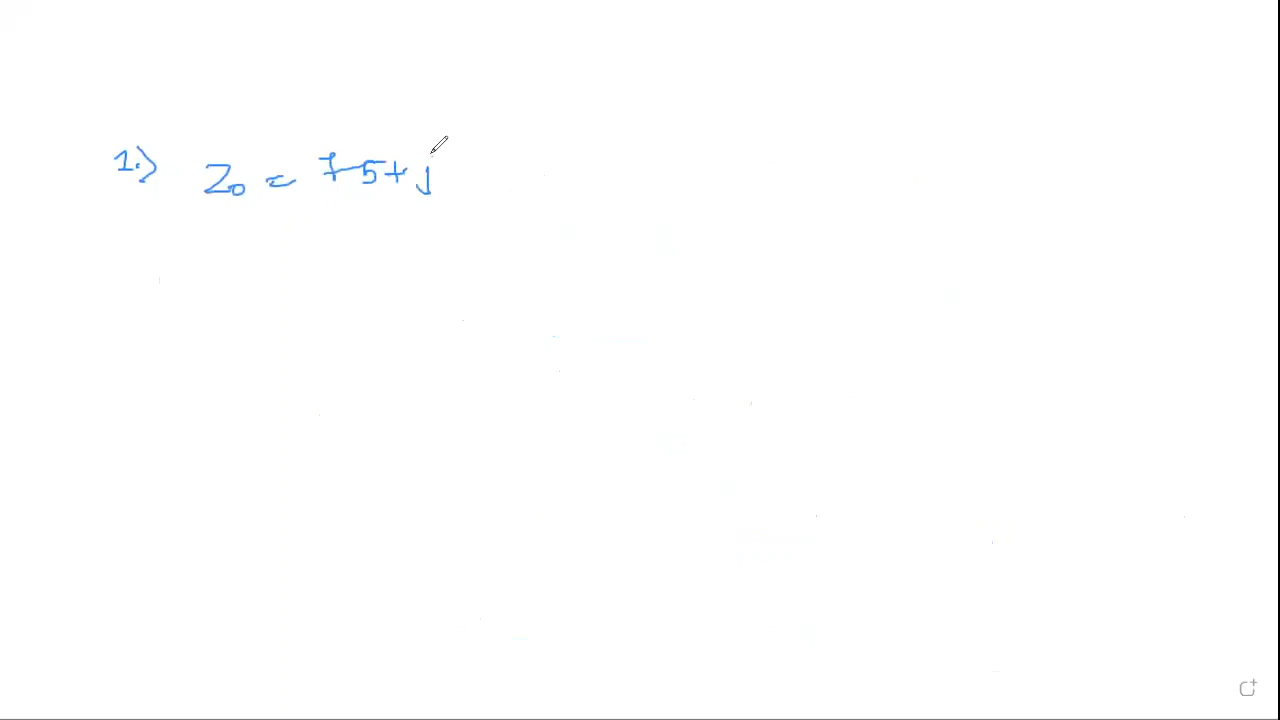 1.) Z₀ = 75+j